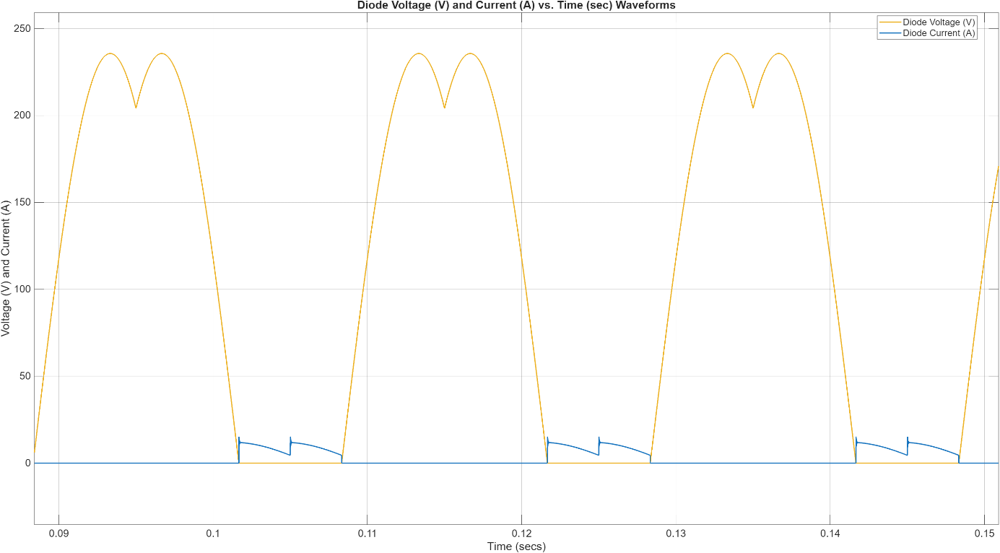 Diode Voltage (V) and Current (A) vs. Time (sec) Waveforms
Diode Voltage (V)
Diode Current (A)
Voltage (V) and Current (A)
250
200
150
100
50
0
0.09 0.1 0.11 0.12 0.13 0.14 0.15
Time (secs)